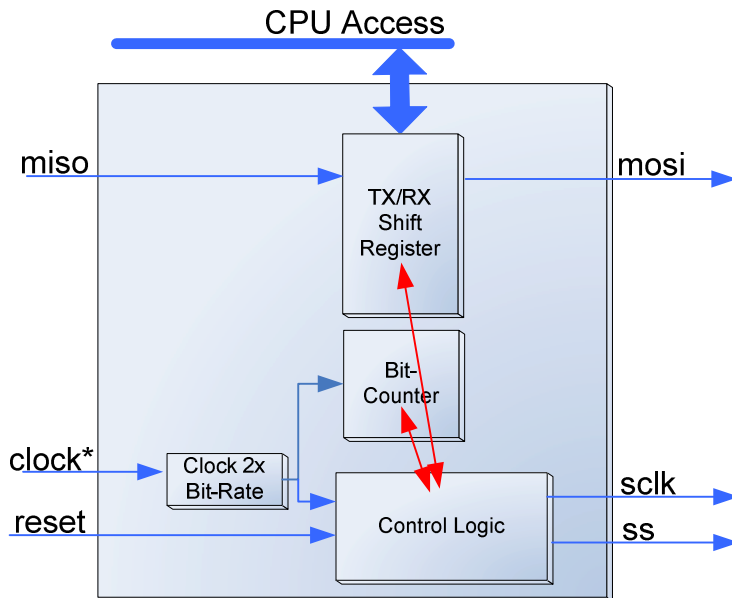 CPU Access
miso
TX/RX
Shift
Register
mosi
Bit-
Counter
clock*
Clock 2x
Bit-Rate
reset
Control Logic
sclk
ss